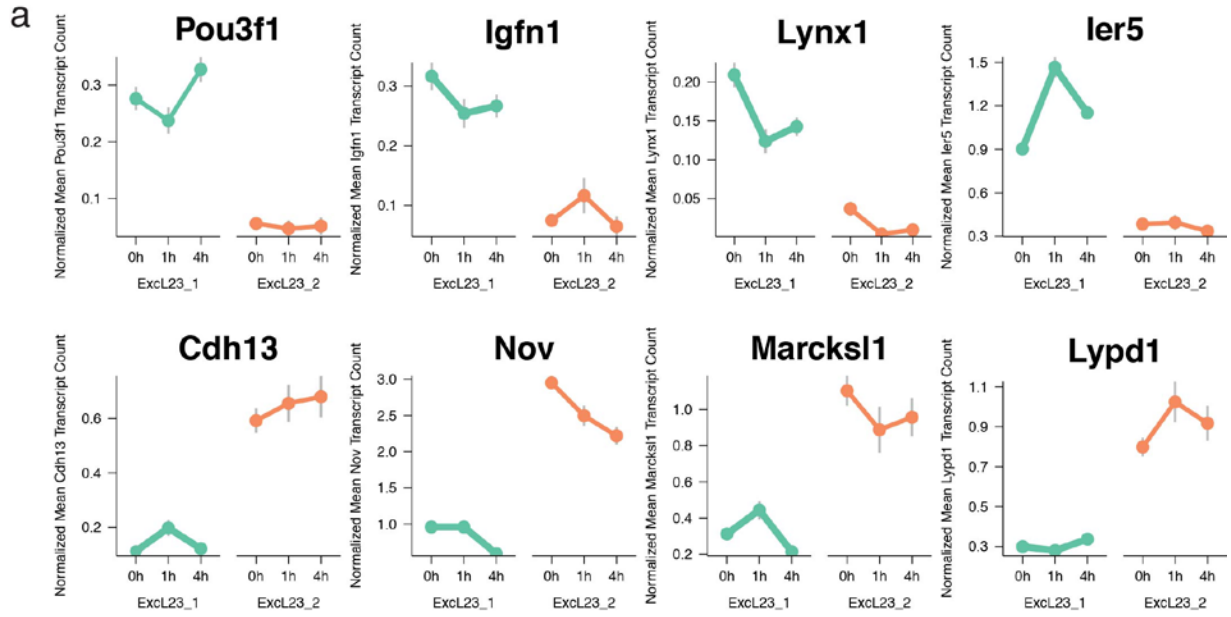 a
Pou3f1
Normalized Mean Pou3f1 Transcript Count
0.3
0.2
0.1
0h 1h 4h 0h 1h 4h
ExcL23_1 ExcL23_2
Igfn1
Normalized Mean Igfn1 Transcript Count
0.3
0.2
0.1
0h 1h 4h 0h 1h 4h
ExcL23_1 ExcL23_2
Lynx1
Normalized Mean Lynx1 Transcript Count
0.20
0.15
0.10
0.05
0h 1h 4h 0h 1h 4h
ExcL23_1 ExcL23_2
Ier5
Normalized Mean Ier5 Transcript Count
1.5
1.2
0.9
0.6
0.3
0h 1h 4h 0h 1h 4h
ExcL23_1 ExcL23_2
Cdh13
Normalized Mean Cdh13 Transcript Count
0.6
0.4
0.2
0h 1h 4h 0h 1h 4h
ExcL23_1 ExcL23_2
Nov
Normalized Mean Nov Transcript Count
3.0
2.5
2.0
1.5
1.0
0h 1h 4h 0h 1h 4h
ExcL23_1 ExcL23_2
Marcksl1
Normalized Mean Marcksl1 Transcript Count
1.0
0.8
0.6
0.4
0.2
0h 1h 4h 0h 1h 4h
ExcL23_1 ExcL23_2
Lypd1
Normalized Mean Lypd1 Transcript Count
1.1
0.9
0.7
0.5
0.3
0h 1h 4h 0h 1h 4h
ExcL23_1 ExcL23_2